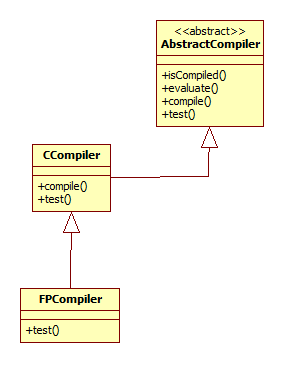 <<abstract>>
AbstractCompiler
+isCompiled()
+evaluate()
+compile()
+test()
CCompiler
+compile()
+test()
FPCompiler
+test()